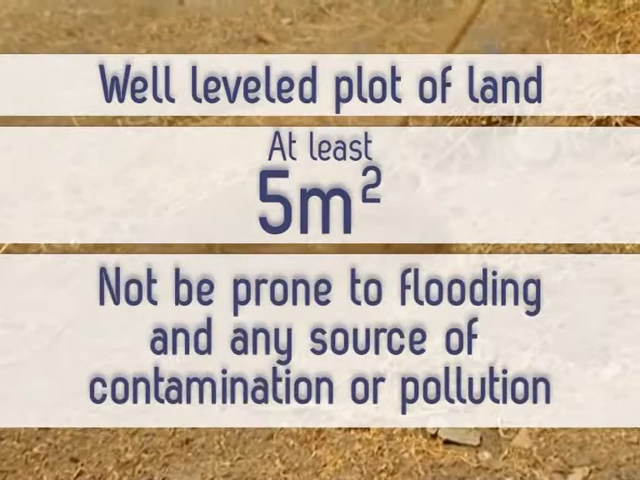 Well leveled plot of land
At least
5m²
Not be prone to flooding
and any source of
contamination or pollution